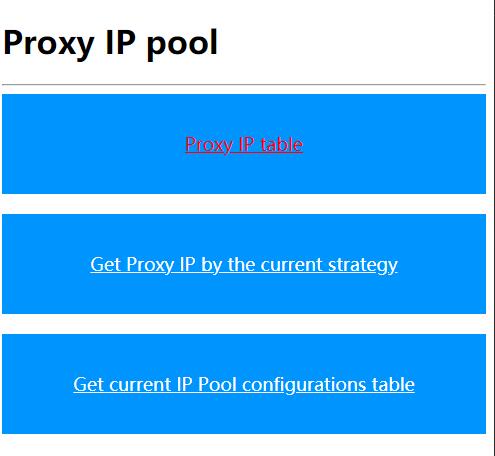 Proxy IP pool
Proxy IP table
Get Proxy IP by the current strategy
Get current IP Pool configurations table